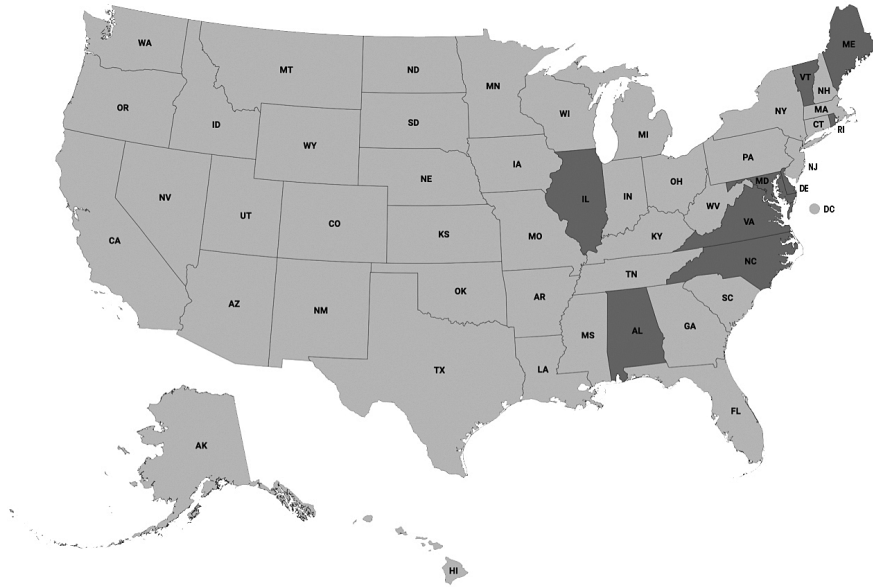 WA
MT
ND
MN
ME
VT
NH
OR
ID
SD
WI
NY
MA
CT
RI
WY
MI
IA
PA
NJ
NE
OH
MD
DE
NV
UT
CO
IL
IN
WV
VA
DC
CA
KS
MO
KY
NC
AZ
NM
OK
AR
TN
SC
MS
AL
GA
TX
LA
FL
AK
HI